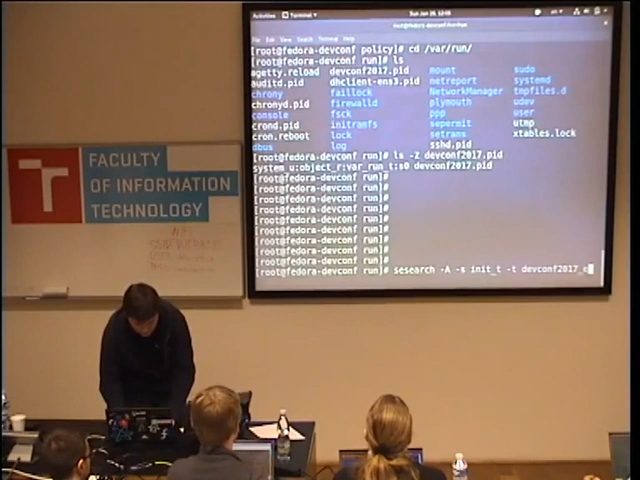 Activities Terminal
File Edit View Search Terminal Help
[root@fedora-devconf policy]# cd /var/run/
[root@fedora-devconf run]# ls
agetty.reload devconf2017.pid mount sudo
auditd.pid dhclient-ens3.pid netreport systemd
chrony faillock NetworkManager tmpfiles.d
chronyd.pid firewalld plymouth udev
console fsck ppp user
crond.pid initramfs sepermit utmp
cron.reboot lock setrans xtables.lock
dbus log sshd.pid
[root@fedora-devconf run]# ls -Z devconf2017.pid
system_u:object_r:var_run_t:s0 devconf2017.pid
[root@fedora-devconf run]#
[root@fedora-devconf run]#
[root@fedora-devconf run]#
[root@fedora-devconf run]#
[root@fedora-devconf run]#
[root@fedora-devconf run]#
[root@fedora-devconf run]#
[root@fedora-devconf run]#
[root@fedora-devconf run]# sesearch -A -s init_t -t devconf2017_e
FACULTY
OF INFORMATION
TECHNOLOGY